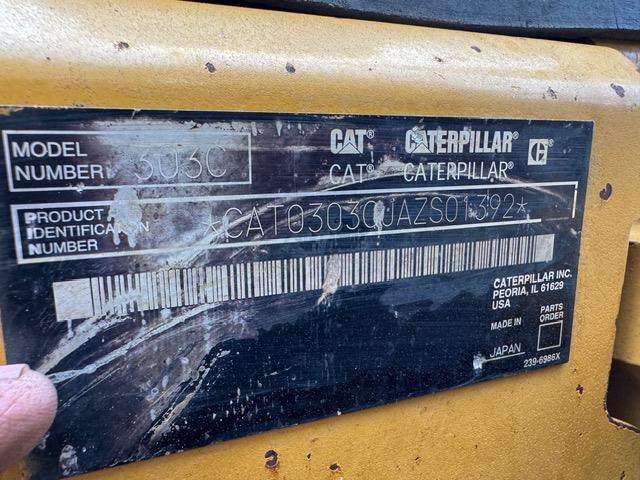 MODEL
NUMBER
303C
CAT® CATERPILLAR®
CAT® CATERPILLAR®
C
PRODUCT
IDENTIFICATION
NUMBER
*CAT0303CJAZS01392*
CATERPILLAR INC.
PEORIA, IL 61629
USA
MADE IN
JAPAN
PARTS
ORDER
239-6986X